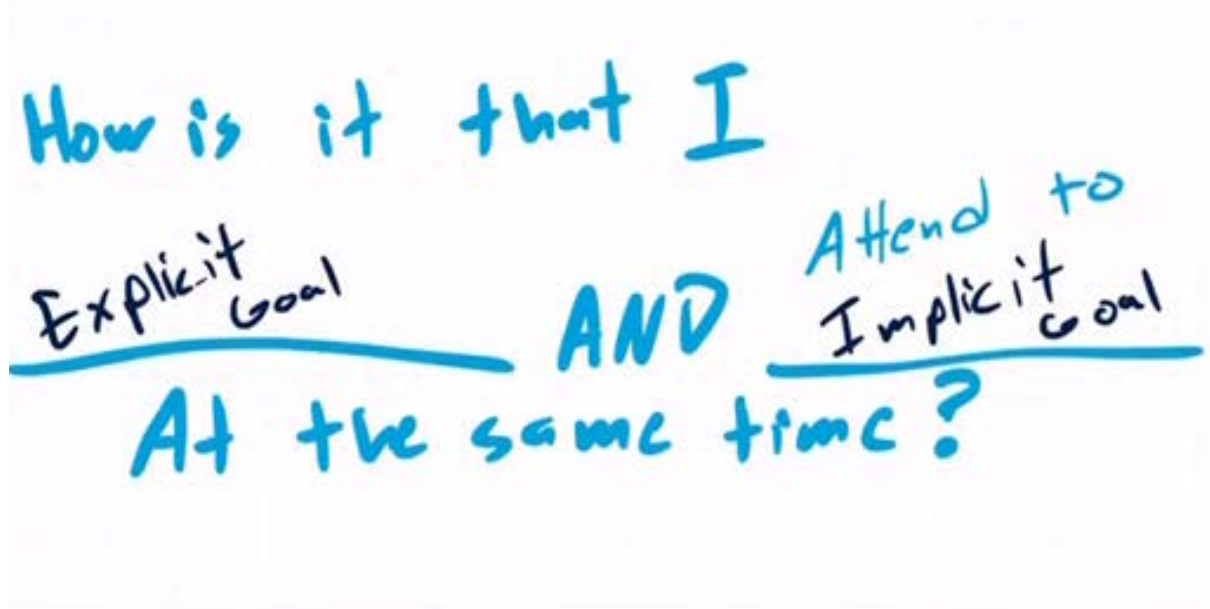 How is it that I
Explicit Goal AND Attend to Implicit Goal
At the same time?